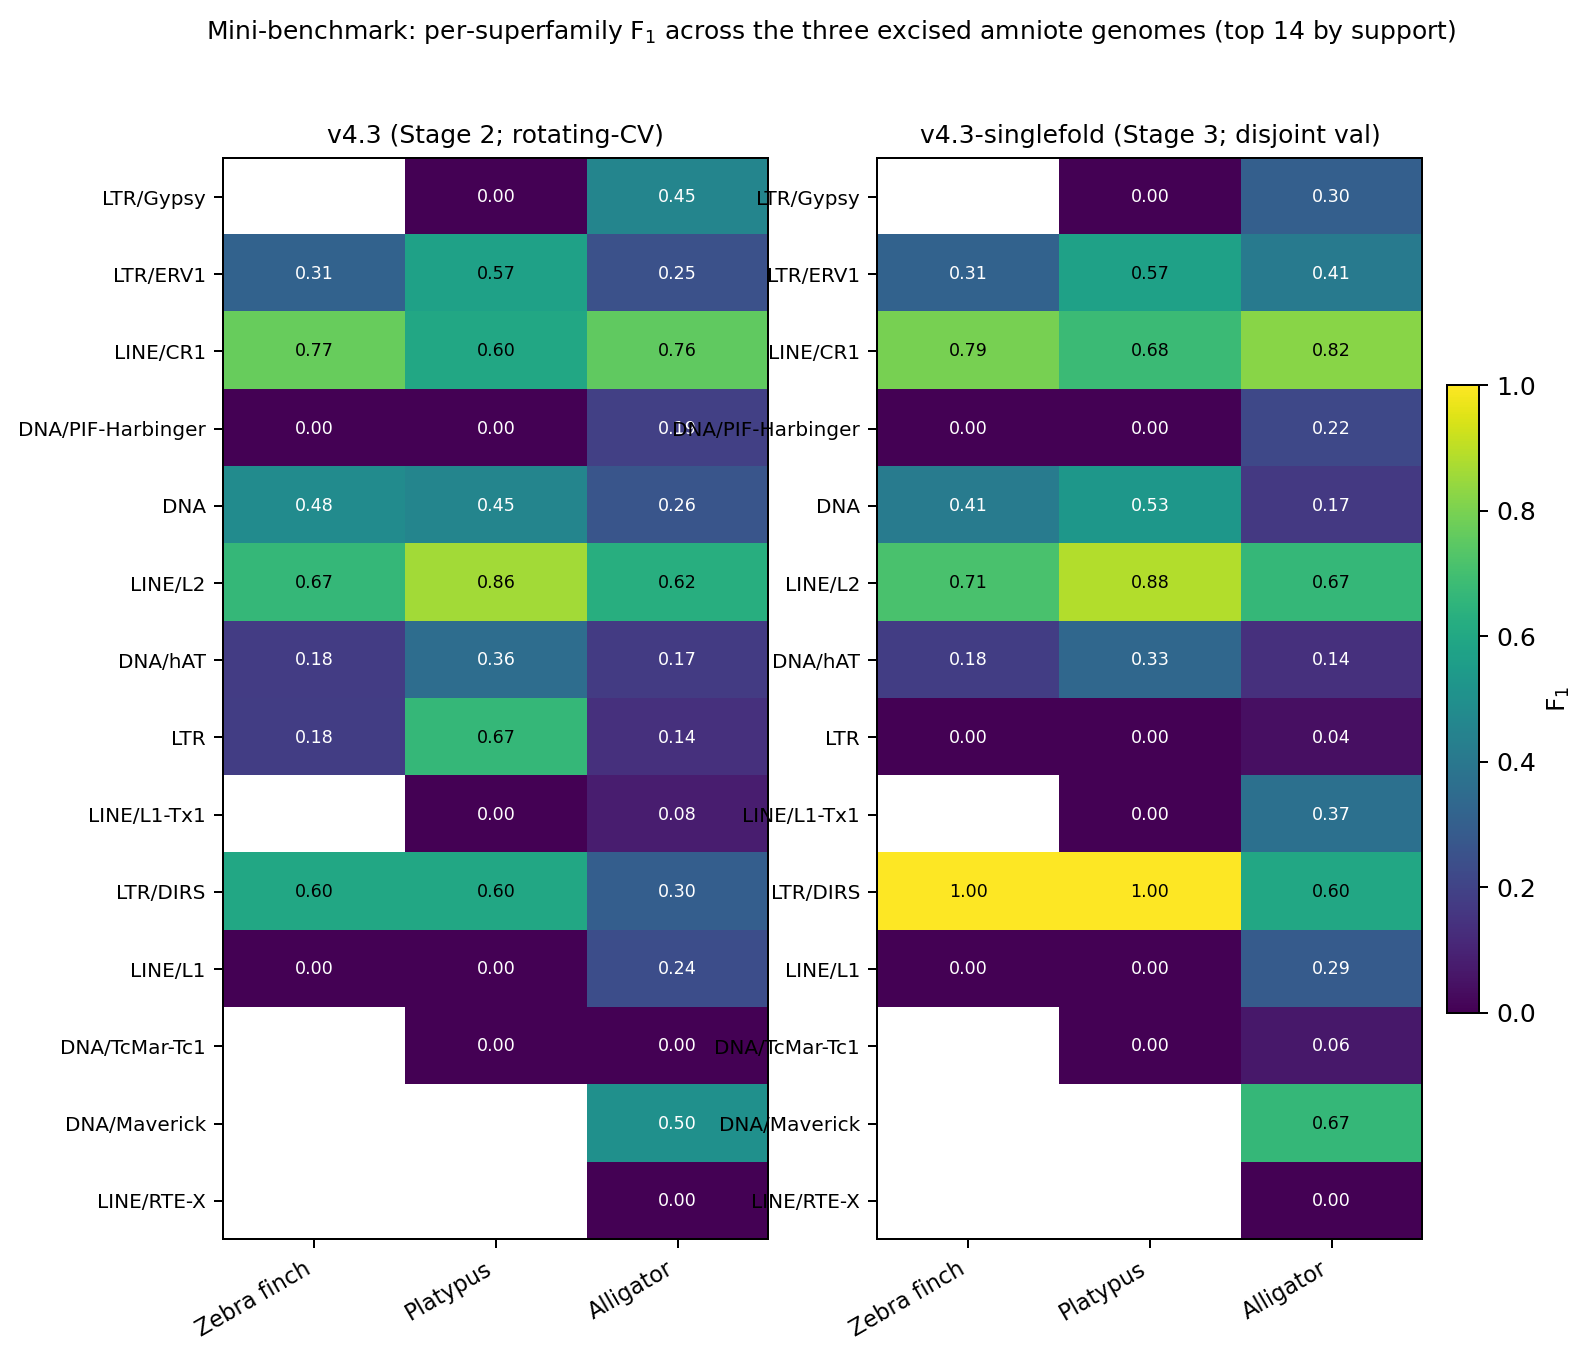 Mini-benchmark: per-superfamily F₁ across the three excised amniote genomes (top 14 by support)
v4.3 (Stage 2; rotating-CV)
LTR/Gypsy 0.00 0.45
LTR/ERV1 0.31 0.57 0.25
LINE/CR1 0.77 0.60 0.76
DNA/PIF-Harbinger 0.00 0.00 0.19
DNA 0.48 0.45 0.26
LINE/L2 0.67 0.86 0.62
DNA/hAT 0.18 0.36 0.17
LTR 0.18 0.67 0.14
LINE/L1-Tx1 0.00 0.08
LTR/DIRS 0.60 0.60 0.30
LINE/L1 0.00 0.00 0.24
DNA/TcMar-Tc1 0.00 0.00
DNA/Maverick 0.50
LINE/RTE-X 0.00
Zebra finch Platypus Alligator
v4.3-singlefold (Stage 3; disjoint val)
LTR/Gypsy 0.00 0.30
LTR/ERV1 0.31 0.57 0.41
LINE/CR1 0.79 0.68 0.82
DNA/PIF-Harbinger 0.00 0.00 0.22
DNA 0.41 0.53 0.17
LINE/L2 0.71 0.88 0.67
DNA/hAT 0.18 0.33 0.14
LTR 0.00 0.00 0.04
LINE/L1-Tx1 0.00 0.37
LTR/DIRS 1.00 1.00 0.60
LINE/L1 0.00 0.00 0.29
DNA/TcMar-Tc1 0.00 0.06
DNA/Maverick 0.67
LINE/RTE-X 0.00
Zebra finch Platypus Alligator
1.0
0.8
0.6
0.4
0.2
0.0
F₁